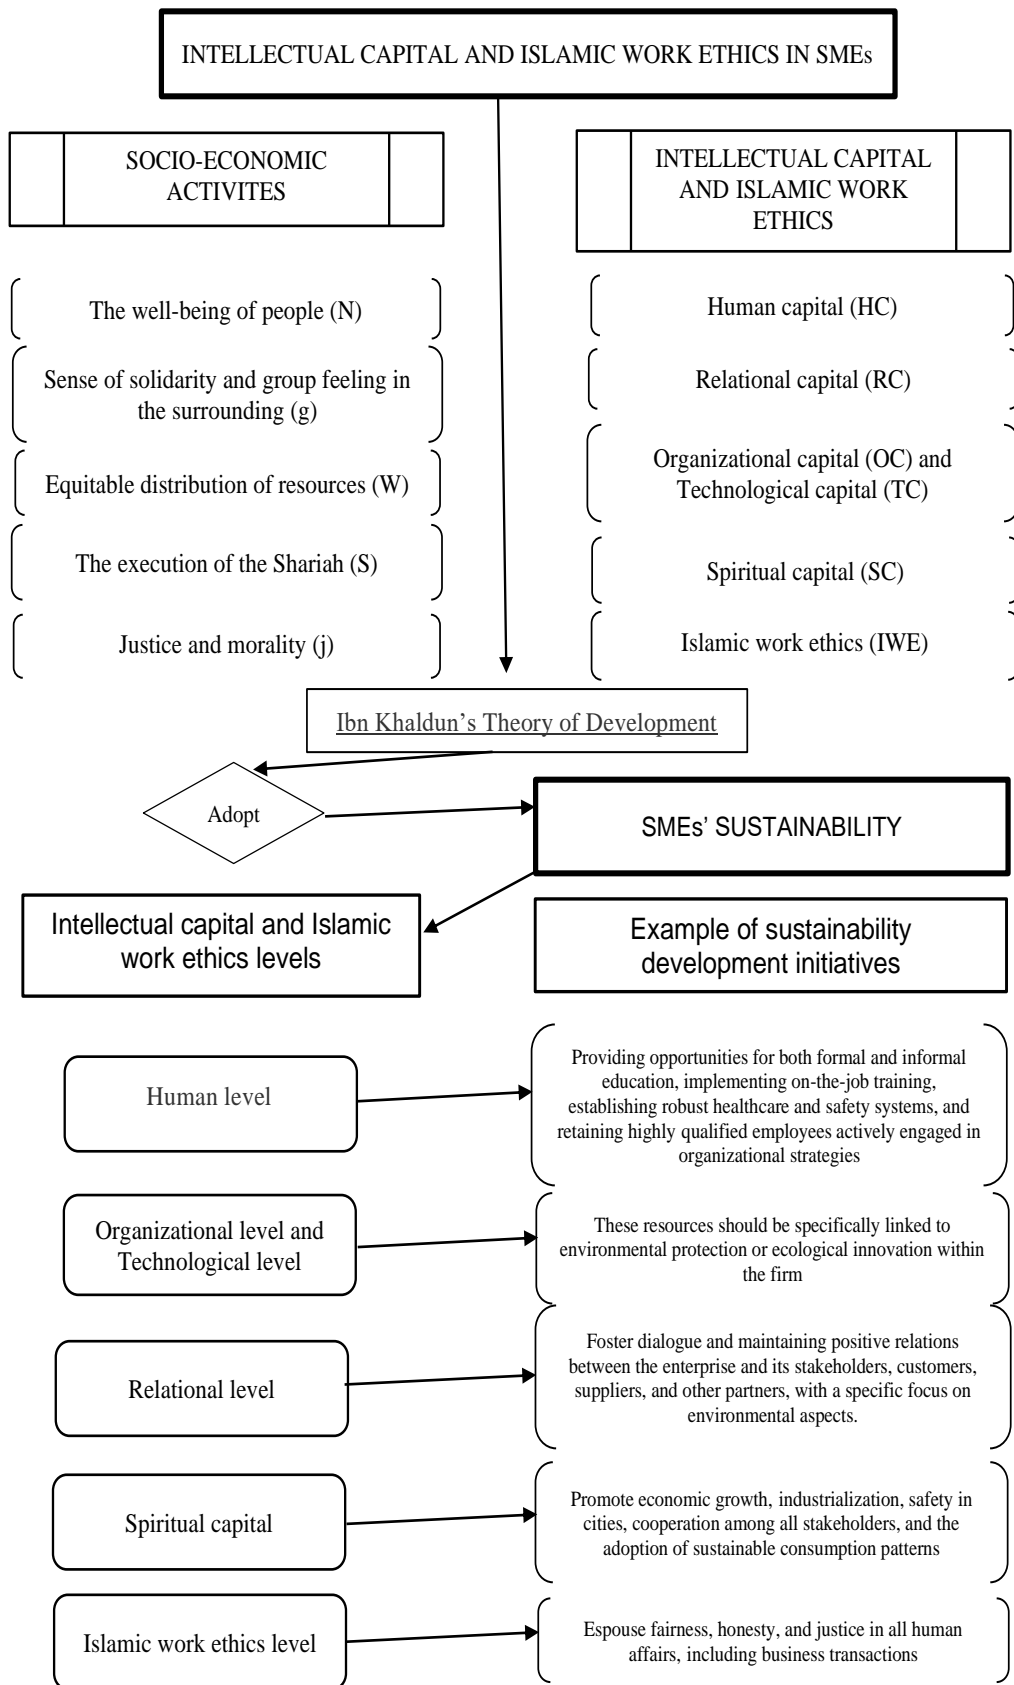 INTELLECTUAL CAPITAL AND ISLAMIC WORK ETHICS IN SMEs
SOCIO-ECONOMIC
ACTIVITES
INTELLECTUAL CAPITAL
AND ISLAMIC WORK
ETHICS
The well-being of people (N)
Human capital (HC)
Sense of solidarity and group feeling in
the surrounding (g)
Relational capital (RC)
Equitable distribution of resources (W)
Organizational capital (OC) and
Technological capital (TC)
The execution of the Shariah (S)
Spiritual capital (SC)
Justice and morality (j)
Islamic work ethics (IWE)
Ibn Khaldun’s Theory of Development
Adopt
SMEs’ SUSTAINABILITY
Intellectual capital and Islamic
work ethics levels
Example of sustainability
development initiatives
Human level
Providing opportunities for both formal and informal
education, implementing on-the-job training,
establishing robust healthcare and safety systems, and
retaining highly qualified employees actively engaged in
organizational strategies
Organizational level and
Technological level
These resources should be specifically linked to
environmental protection or ecological innovation within
the firm
Relational level
Foster dialogue and maintaining positive relations
between the enterprise and its stakeholders, customers,
suppliers, and other partners, with a specific focus on
environmental aspects.
Spiritual capital
Promote economic growth, industrialization, safety in
cities, cooperation among all stakeholders, and the
adoption of sustainable consumption patterns
Islamic work ethics level
Espouse fairness, honesty, and justice in all human
affairs, including business transactions